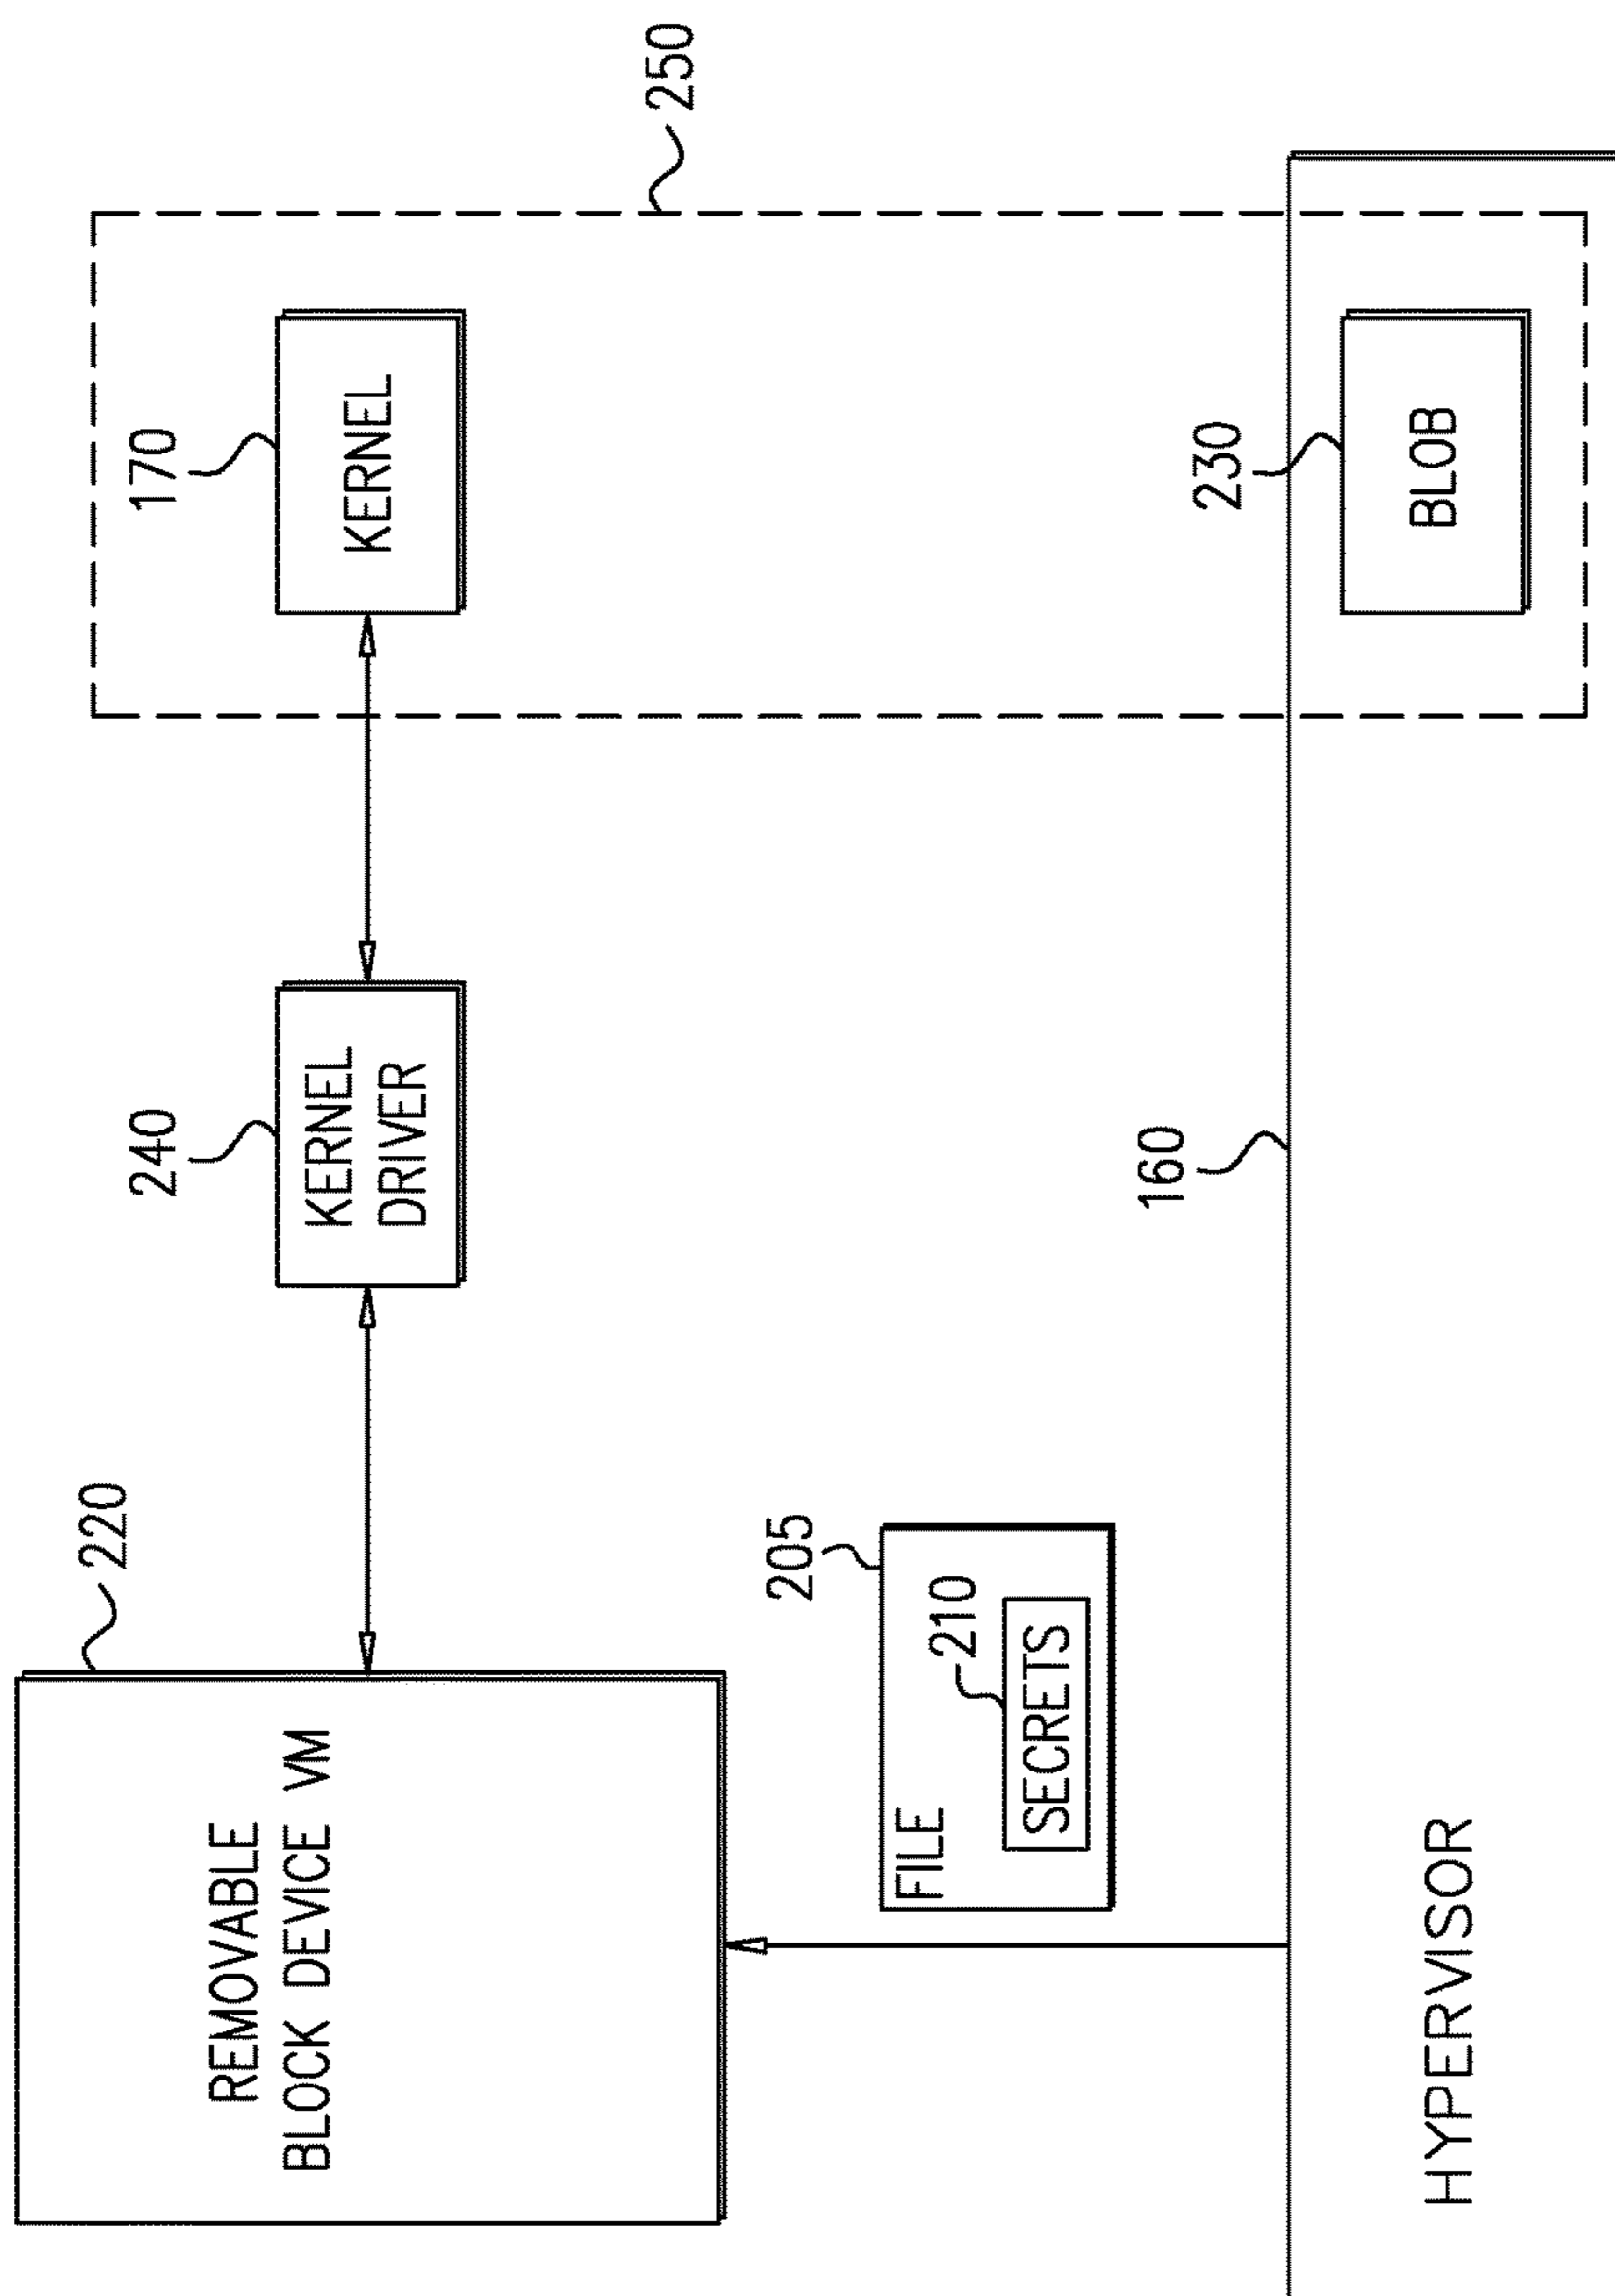 220
REMOVABLE
BLOCK DEVICE VM
240
KERNEL
DRIVER
170
KERNEL
250
205
FILE
210
SECRETS
160
230
BLOB
HYPERVISOR